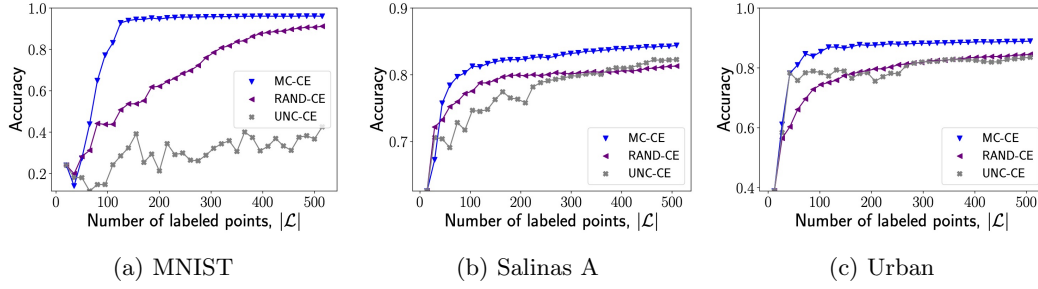 Accuracy
1.0
0.8
0.6
0.4
0.2
0 100 200 300 400 500
Number of labeled points, |ℒ|
MC-CE
RAND-CE
UNC-CE
(a) MNIST
Accuracy
0.9
0.8
0.7
0 100 200 300 400 500
Number of labeled points, |ℒ|
MC-CE
RAND-CE
UNC-CE
(b) Salinas A
Accuracy
1.0
0.8
0.6
0.4
0 100 200 300 400 500
Number of labeled points, |ℒ|
MC-CE
RAND-CE
UNC-CE
(c) Urban